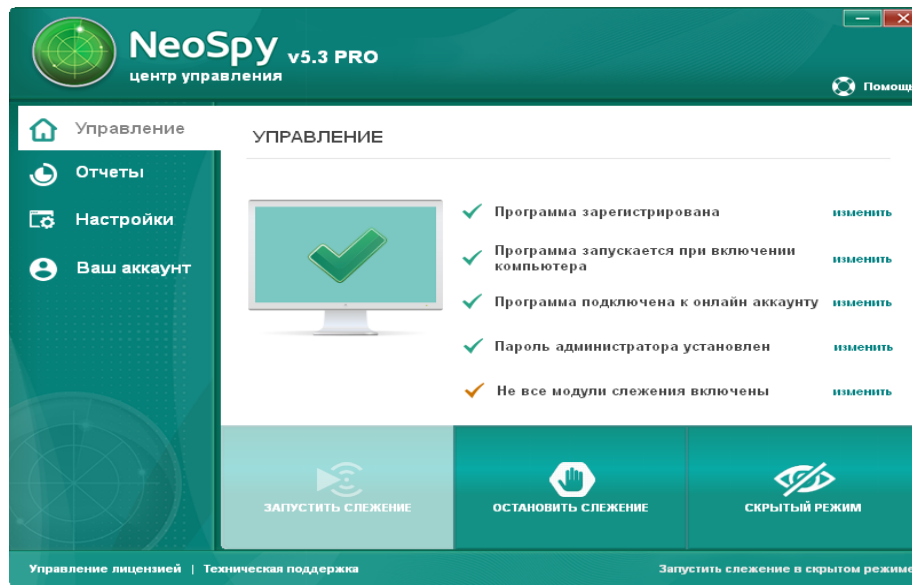 NeoSpy v5.3 PRO
центр управления
Помощь
Управление
Отчеты
Настройки
Ваш аккаунт
УПРАВЛЕНИЕ
Программа зарегистрирована изменить
Программа запускается при включении
компьютера
изменить
Программа подключена к онлайн аккаунту изменить
Пароль администратора установлен изменить
Не все модули слежения включены изменить
ЗАПУСТИТЬ СЛЕЖЕНИЕ
ОСТАНОВИТЬ СЛЕЖЕНИЕ
СКРЫТЫЙ РЕЖИМ
Управление лицензией | Техническая поддержка
Запустить слежение в скрытом режиме